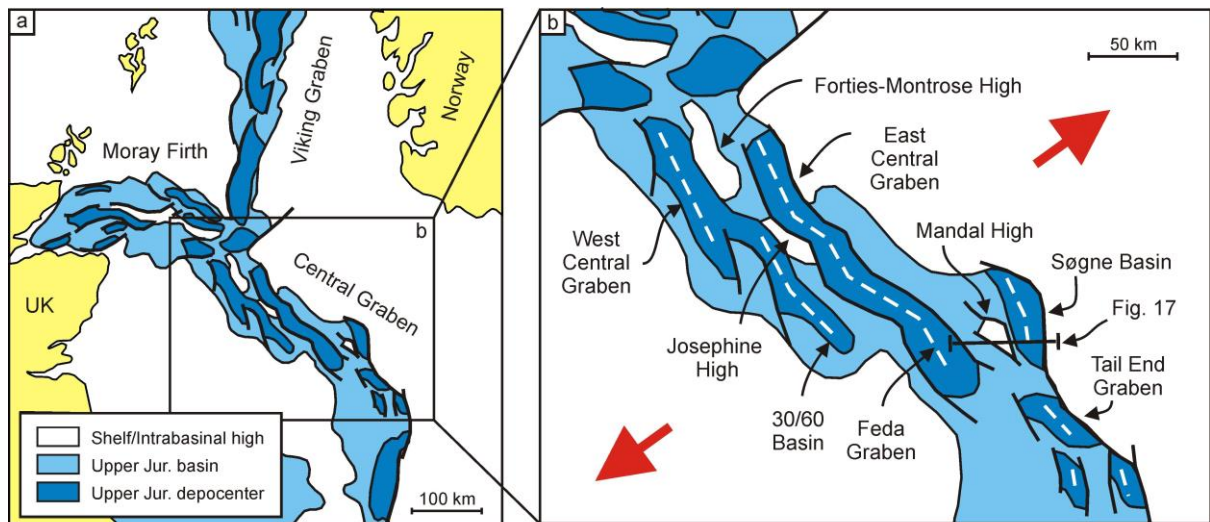 a
Norway
Viking Graben
Moray Firth
b
Central Graben
UK
Shelf/Intrabasinal high
Upper Jur. basin
Upper Jur. depocenter
100 km
b
50 km
Forties-Montrose High
East
Central
Graben
West
Central
Graben
Mandal High
Søgne Basin
Fig. 17
Josephine
High
Tail End
Graben
30/60
Basin
Feda
Graben